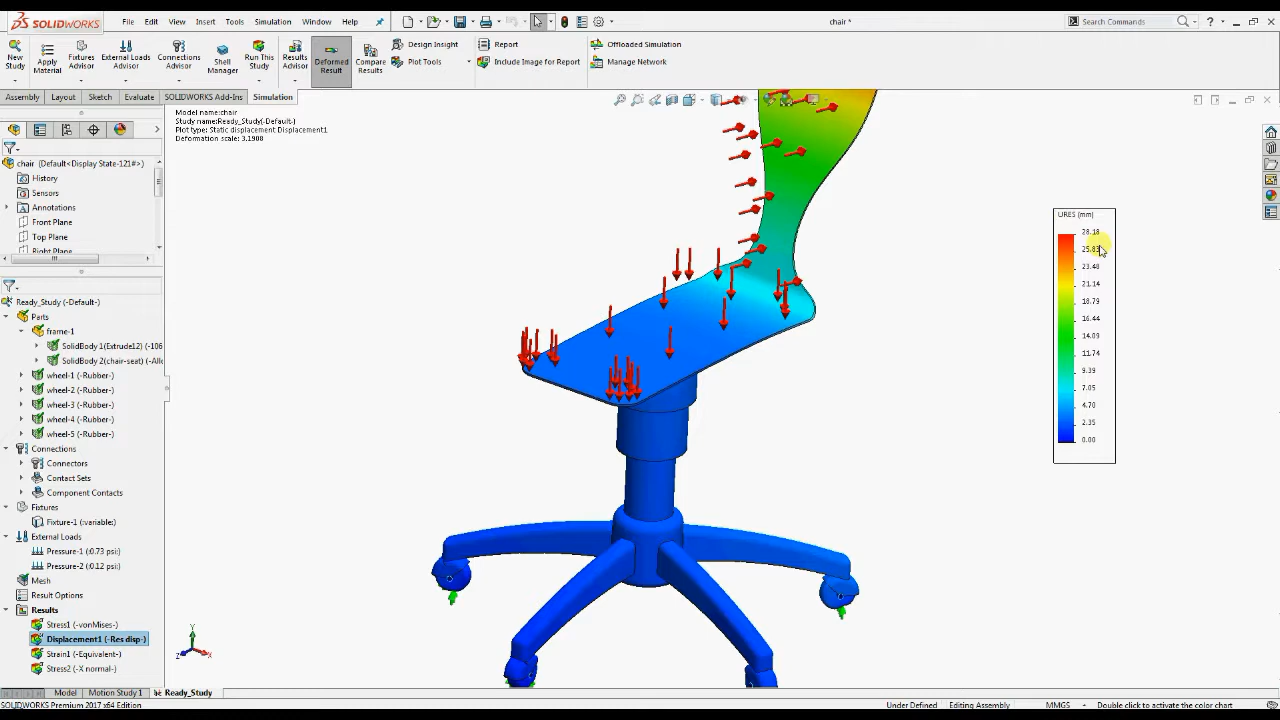 SOLIDWORKS
File Edit View Insert Tools Simulation Window Help
chair *
Search Commands
New Study
Apply Material
Fixtures Advisor
External Loads Advisor
Connections Advisor
Shell Manager
Run This Study
Results Advisor
Deformed Result
Compare Results
Design Insight
Plot Tools
Report
Include Image for Report
Offloaded Simulation
Manage Network
Assembly Layout Sketch Evaluate SOLIDWORKS Add-Ins Simulation
Model name:chair
Study name:Ready_Study(-Default-)
Plot type: Static displacement Displacement1
Deformation scale: 3.1908
chair (Default<Display State-121#>)
History
Sensors
Annotations
Front Plane
Top Plane
Right Plane
Ready_Study (-Default-)
Parts
frame-1
SolidBody 1(Extrude12) (-106
SolidBody 2(chair-seat) (-Allo
wheel-1 (-Rubber-)
wheel-2 (-Rubber-)
wheel-3 (-Rubber-)
wheel-4 (-Rubber-)
wheel-5 (-Rubber-)
Connections
Connectors
Contact Sets
Component Contacts
Fixtures
Fixture-1 (:variable:)
External Loads
Pressure-1 (:0.73 psi:)
Pressure-2 (:0.12 psi:)
Mesh
Result Options
Results
Stress1 (-vonMises-)
Displacement1 (-Res disp-)
Strain1 (-Equivalent-)
Stress2 (-X normal-)
URES (mm)
28.18
25.83
23.48
21.14
18.79
16.44
14.09
11.74
9.39
7.05
4.70
2.35
0.00
Y
Z X
Model Motion Study 1 Ready_Study
SOLIDWORKS Premium 2017 x64 Edition
Under Defined Editing Assembly MMGS Double click to activate the color chart